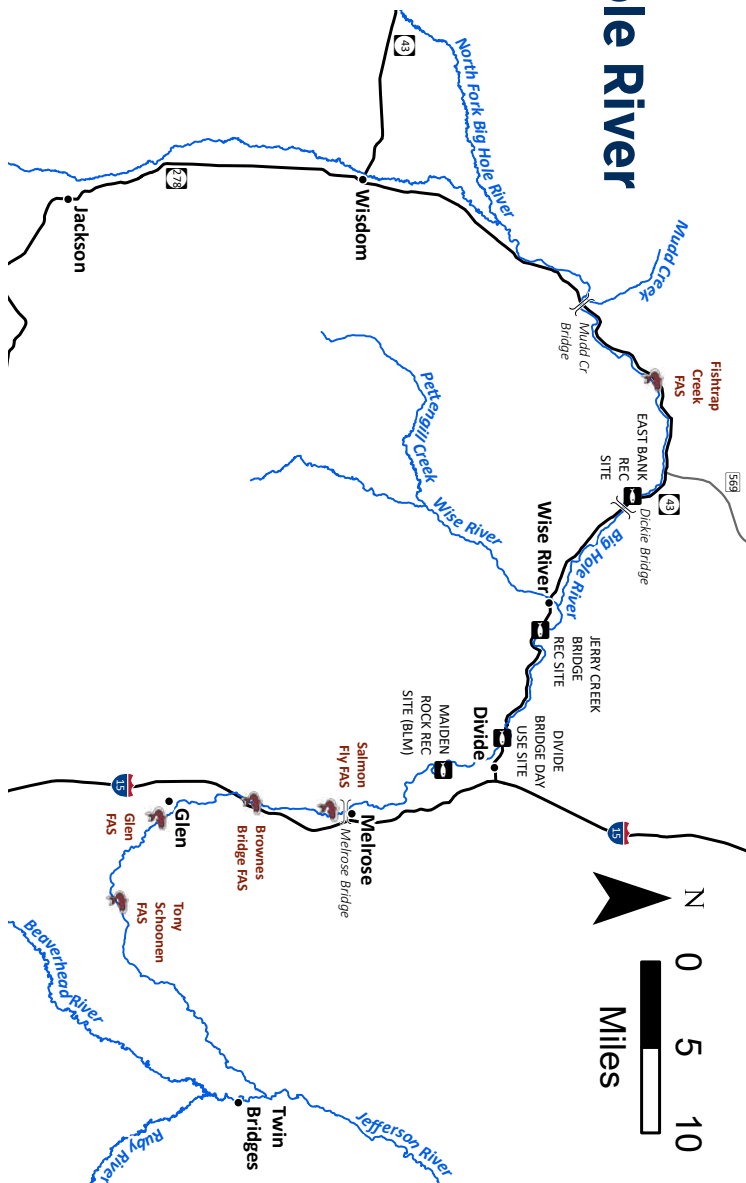 ole River
43
North Fork Big Hole River
278
Jackson
Wisdom
Mudd Creek
Mudd Cr
Bridge
Fishtrap
Creek
FAS
EAST BANK
REC
SITE
569
43
Dickie Bridge
Big Hole River
Pettengill Creek
Wise River
Wise River
JERRY CREEK
BRIDGE
REC SITE
DIVIDE
BRIDGE DAY
USE SITE
Divide
MAIDEN
ROCK REC
SITE (BLM)
15
Salmon
Fly FAS
Melrose
Melrose Bridge
Brownes
Bridge FAS
15
Glen
Glen
FAS
Tony
Schoonen
FAS
Beaverhead River
Twin
Bridges
Ruby River
Jefferson River
N
0
5
10
Miles